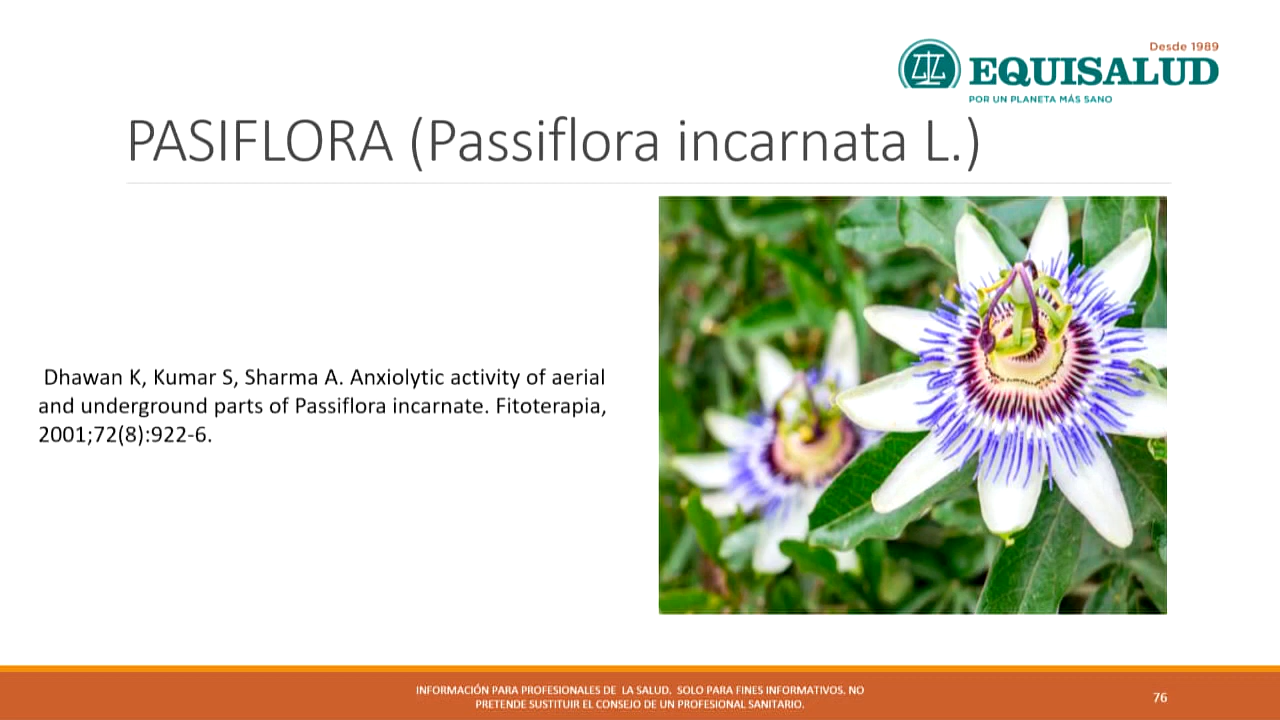 Desde 1989
EQUISALUD
POR UN PLANETA MÁS SANO
PASIFLORA (Passiflora incarnata L.)
Dhawan K, Kumar S, Sharma A. Anxiolytic activity of aerial
and underground parts of Passiflora incarnate. Fitoterapia,
2001;72(8):922-6.
INFORMACIÓN PARA PROFESIONALES DE LA SALUD. SOLO PARA FINES INFORMATIVOS. NO
PRETENDE SUSTITUIR EL CONSEJO DE UN PROFESIONAL SANITARIO.
76